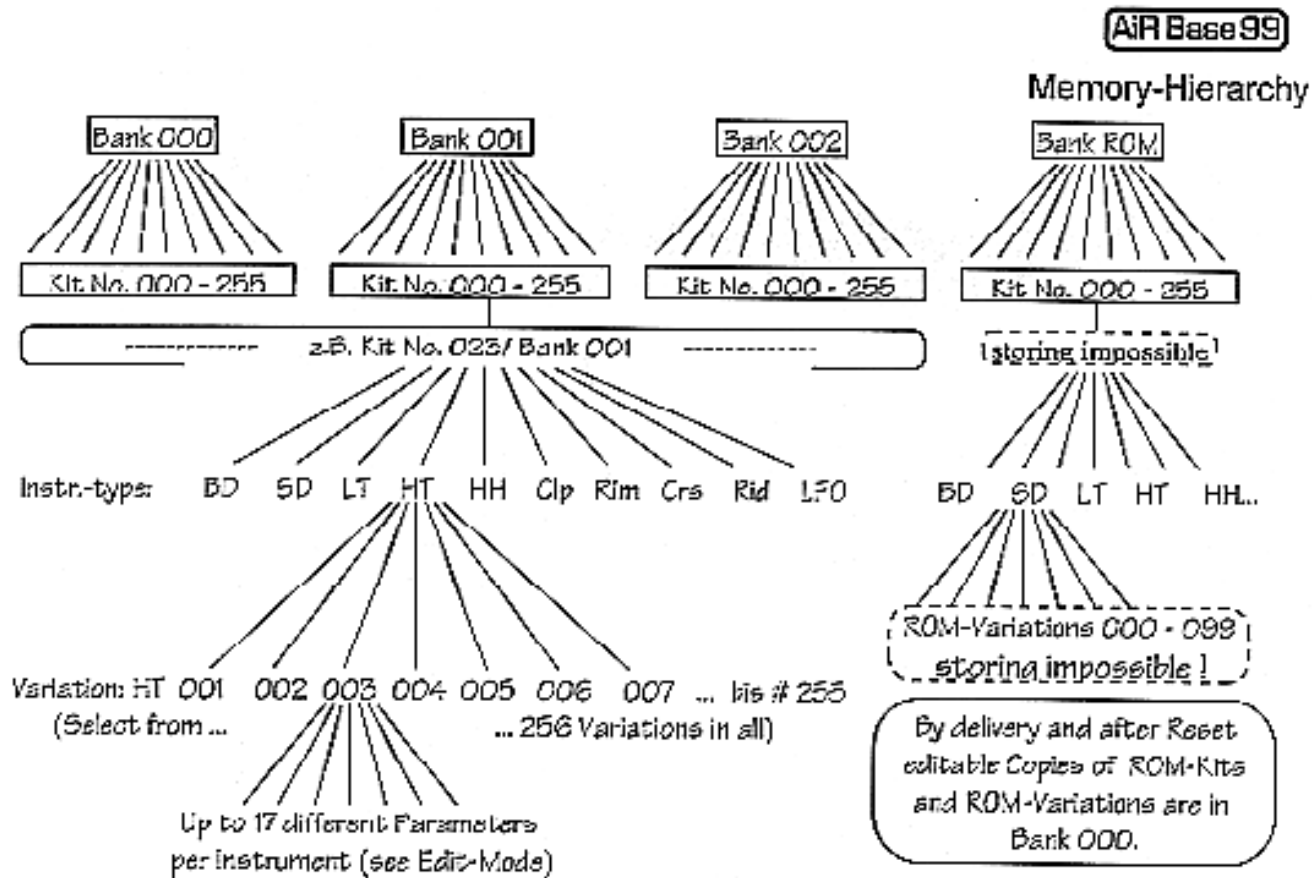 AiR Base 99
Memory-Hierarchy
Bank 000 Bank 001 Bank 002 Bank ROM
Kit No. 000 - 255 Kit No. 000 - 255 Kit No. 000 - 255 Kit No. 000 - 255
z.B. Kit No. 023/ Bank 001 ! storing impossible !
Instr.-type: BD SD LT HT HH Clp Rim Crs Rid LFO BD SD LT HT HH...
ROM-Variations 000 - 099
storing impossible !
Variation: HT 001 002 003 004 005 006 007 ... bis # 255
(Select from ... ... 256 Variations in all)
Up to 17 different Parameters
per Instrument (see Edit-Mode)
By delivery and after Reset
editable Copies of ROM-Kits
and ROM-Variations are in
Bank 000.